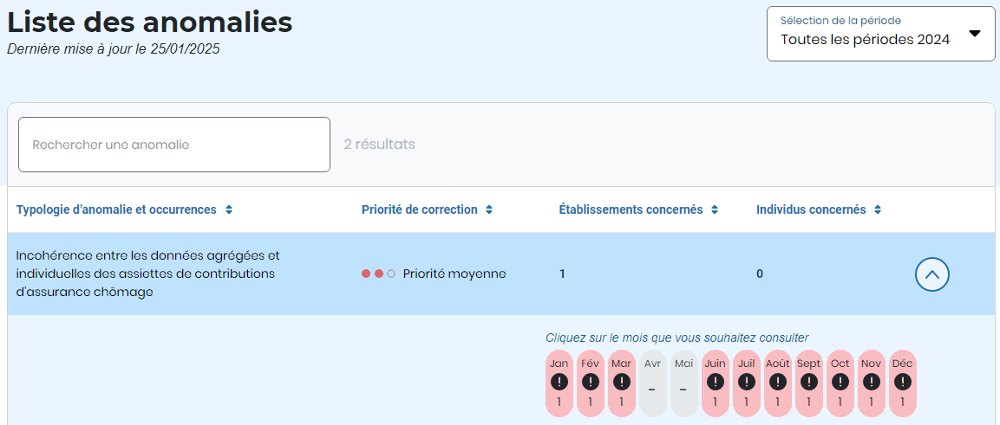 Liste des anomalies
Dernière mise à jour le 25/01/2025
Sélection de la période
Toutes les périodes 2024
Rechercher une anomalie
2 résultats
Typologie d'anomalie et occurrences
Priorité de correction
Établissements concernés
Individus concernés
Incohérence entre les données agrégées et
individuelles des assiettes de contributions
d'assurance chômage
Priorité moyenne
1
0
Cliquez sur le mois que vous souhaitez consulter
Jan Fév Mar Avr Mai Juin Juil Août Sept Oct Nov Déc
! ! ! – – ! ! ! ! ! ! !
1 1 1 1 1 1 1 1 1 1